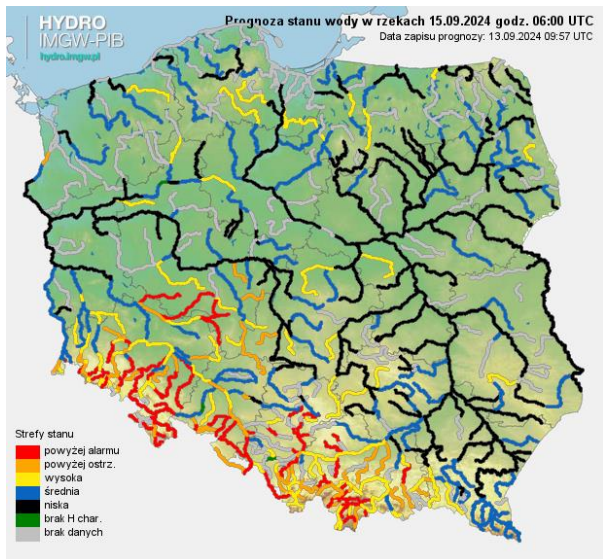 HYDRO
IMGW-PIB
hydro.imgw.pl
Prognoza stanu wody w rzekach 15.09.2024 godz. 06:00 UTC
Data zapisu prognozy: 13.09.2024 09:57 UTC
Strefy stanu
powyżej alarmu
powyżej ostrz.
wysoka
średnia
niska
brak H char.
brak danych